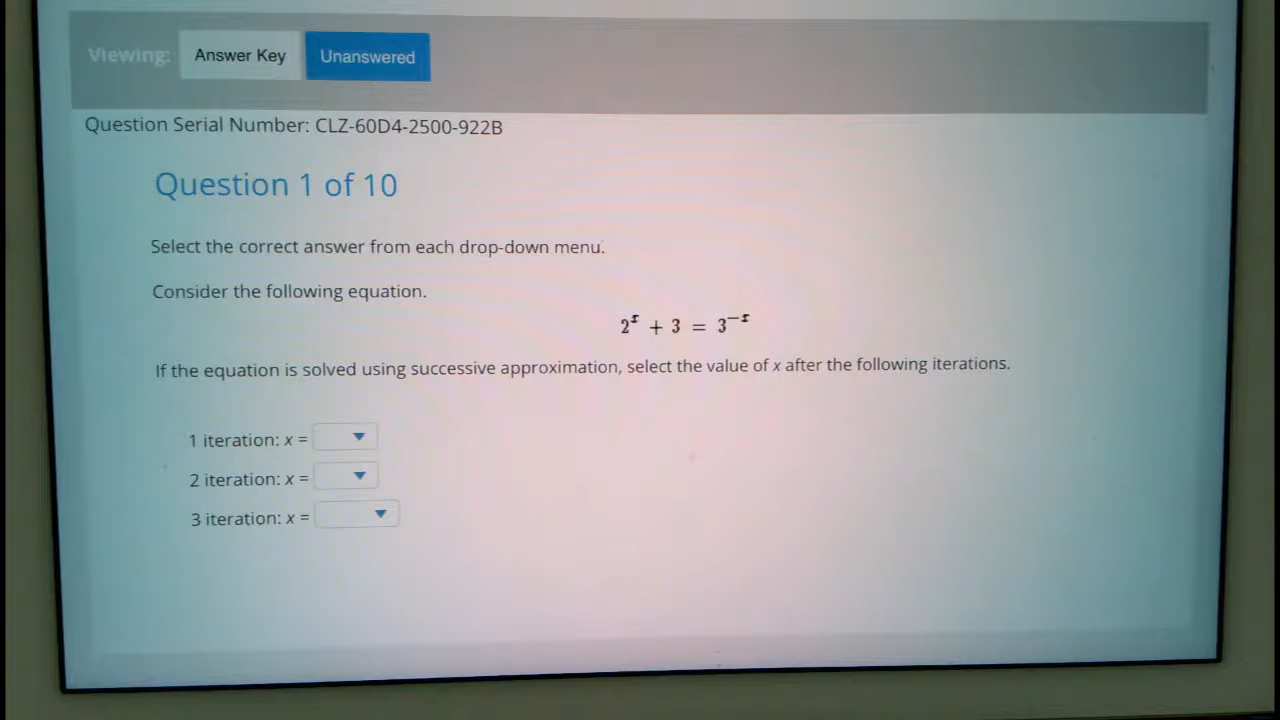 Viewing: Answer Key Unanswered
Question Serial Number: CLZ-60D4-2500-922B
Question 1 of 10
Select the correct answer from each drop-down menu.
Consider the following equation.
2^x + 3 = 3^-x
If the equation is solved using successive approximation, select the value of x after the following iterations.
1 iteration: x =
2 iteration: x =
3 iteration: x =